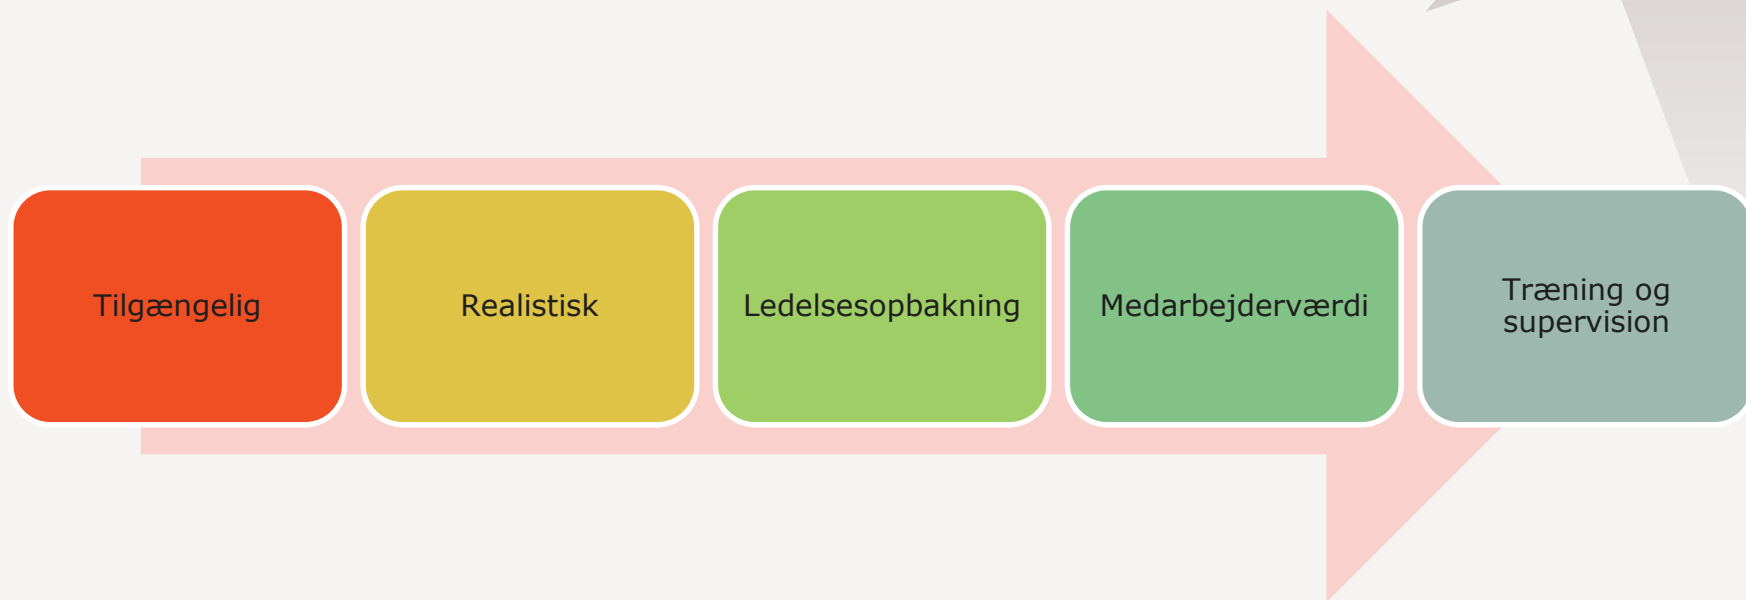 Tilgængelig
Realistisk
Ledelsesopbakning
Medarbejderværdi
Træning og
supervision